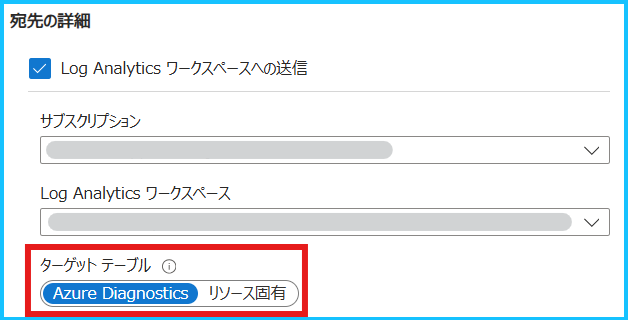 宛先の詳細
Log Analytics ワークスペースへの送信
サブスクリプション
Log Analytics ワークスペース
ターゲット テーブル
Azure Diagnostics リソース固有